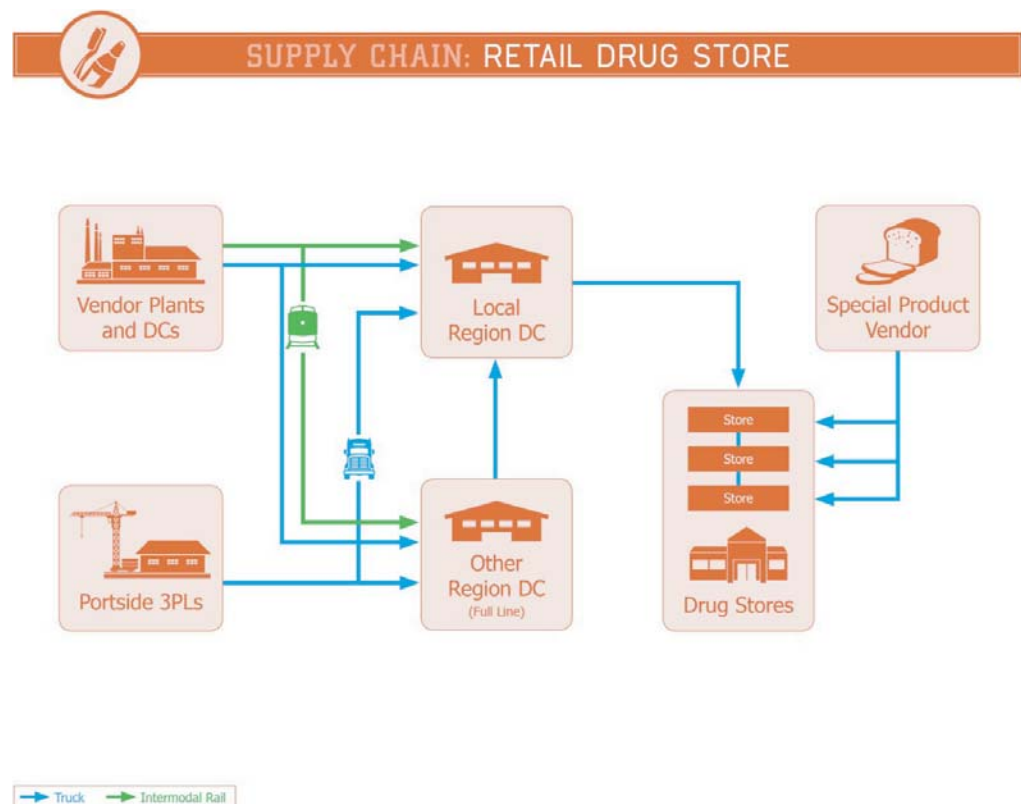 SUPPLY CHAIN: RETAIL DRUG STORE
Vendor Plants
and DCs
Local
Region DC
Special Product
Vendor
Store
Store
Store
Drug Stores
Portside 3PLs
Other
Region DC
(Full Line)
Truck
Intermodal Rail